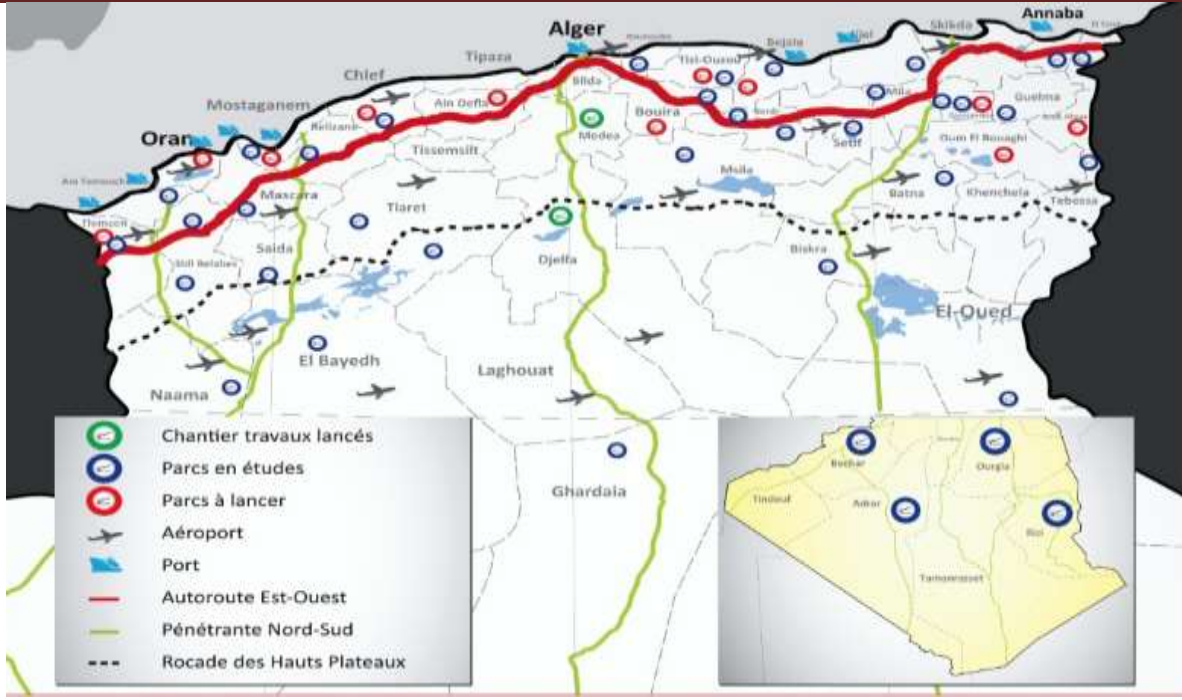 Alger
Annaba
Skikda
Bejaia
Tipaza
Tizi-Ouzou
Chlef
Blida
Mila
Guelma
Mostaganem
Ain Defla
Bouira
Oran
Relizane
Medea
Setif
Oum El Bouaghi
Tissemsilt
Msila
Mascara
Batna
Khenchela
Tebessa
Tiaret
Tlemcen
Saida
Biskra
Djelfa
El-Oued
El Bayedh
Laghouat
Naama
Ghardaia
Chantier travaux lancés
Parcs en études
Parcs à lancer
Aéroport
Port
Autoroute Est-Ouest
Pénétrante Nord-Sud
Rocade des Hauts Plateaux
Bechar
Ourgla
Tindouf
Adrar
Tamanrasset